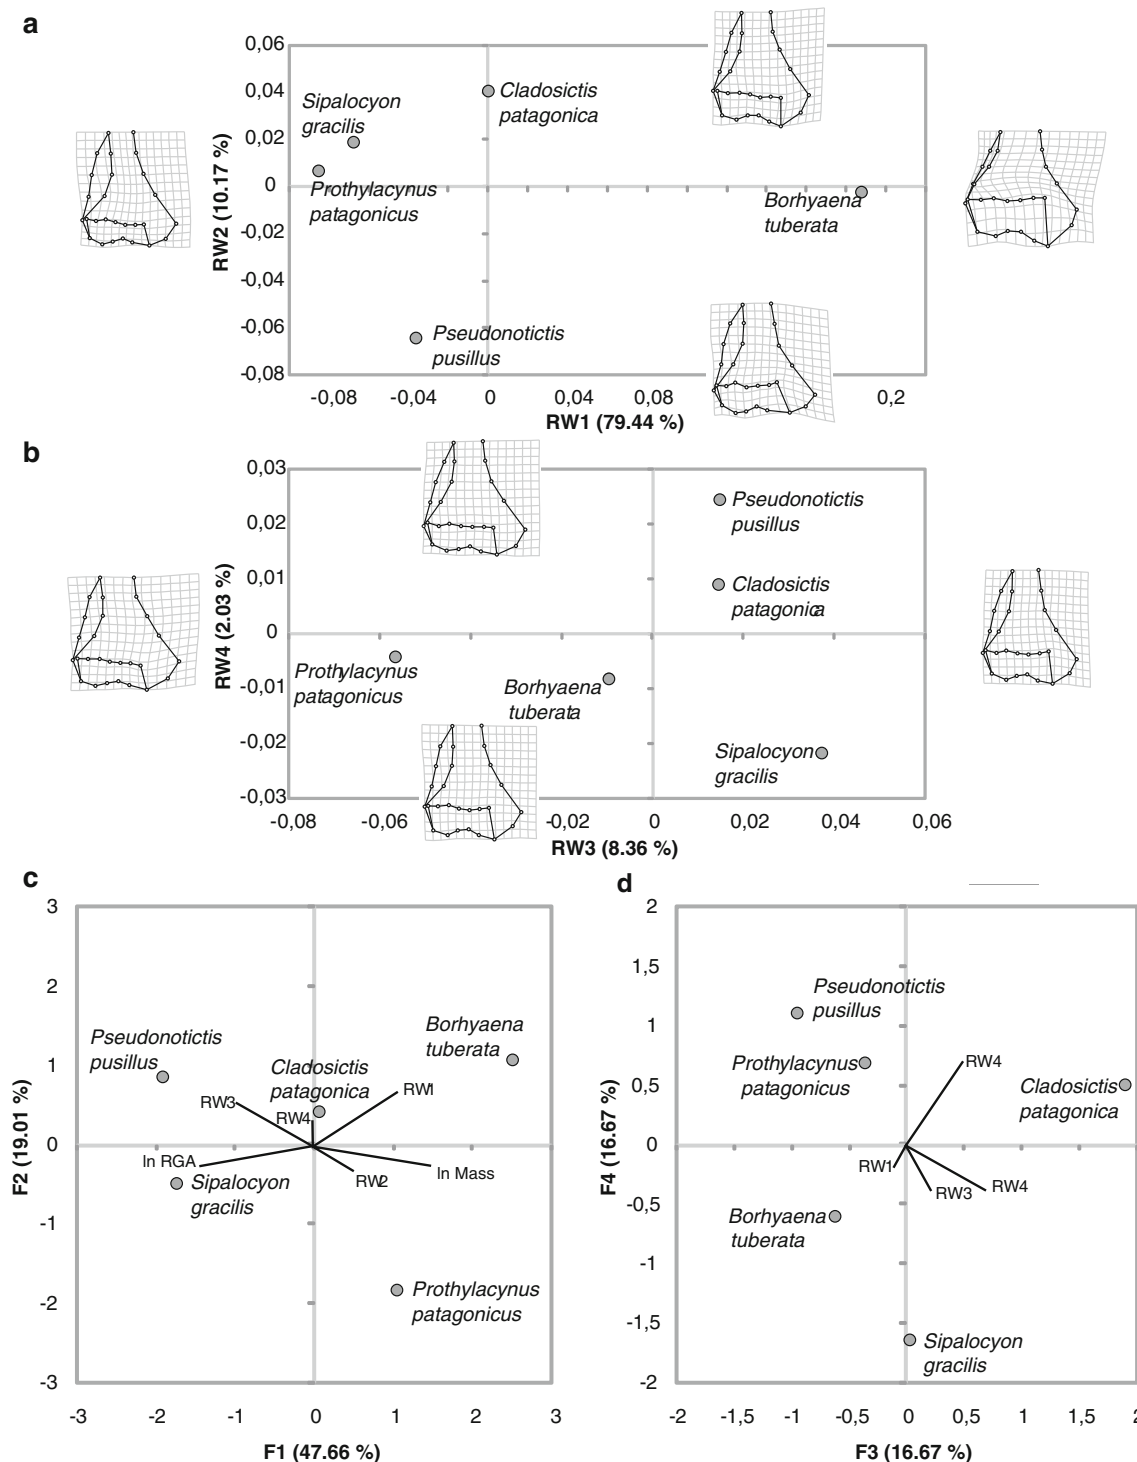 a
0,06
0,04
0,02
0
-0,02
-0,04
-0,06
-0,08
RW2 (10.17 %)
Cladosictis
patagonica
Sipalocyon
gracilis
Prothylacynus
patagonicus
Borhyaena
tuberata
Pseudonotictis
pusillus
-0,08
-0,04
0
0,04
0,08
0,2
RW1 (79.44 %)
b
0,03
0,02
0,01
0
-0,01
-0,02
-0,03
RW4 (2.03 %)
Pseudonotictis
pusillus
Cladosictis
patagonica
Prothylacynus
patagonicus
Borhyaena
tuberata
Sipalocyon
gracilis
-0,08
-0,06
-0,02
0
0,02
0,04
0,06
RW3 (8.36 %)
c
3
2
1
0
-1
-2
-3
F2 (19.01 %)
Pseudonotictis
pusillus
Cladosictis
patagonica
Borhyaena
tuberata
RW3
RW4
RW1
ln RGA
RW2
ln Mass
Sipalocyon
gracilis
Prothylacynus
patagonicus
-3
-2
-1
0
1
2
3
F1 (47.66 %)
d
2
1,5
1
0,5
0
-0,5
-1
-1,5
-2
F4 (16.67 %)
Pseudonotictis
pusillus
Prothylacynus
patagonicus
RW4
Cladosictis
patagonica
RW1
RW3
RW4
Borhyaena
tuberata
Sipalocyon
gracilis
-2
-1,5
-1
-0,5
0
0,5
1
1,5
2
F3 (16.67 %)